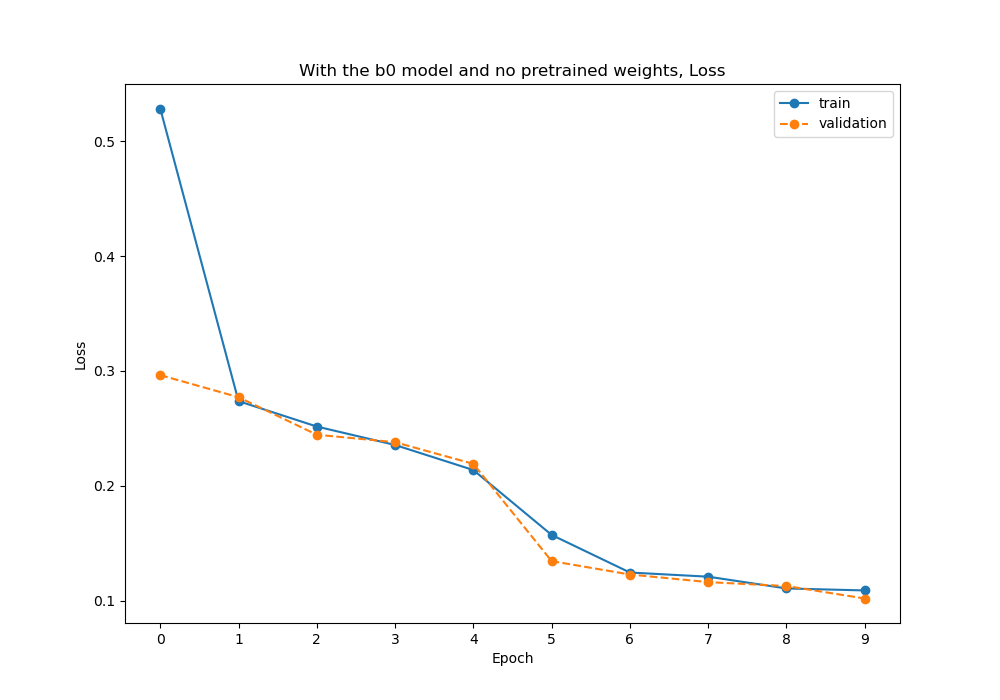 With the b0 model and no pretrained weights, Loss
train
validation
0.5
0.4
0.3
0.2
0.1
Loss
0 1 2 3 4 5 6 7 8 9
Epoch